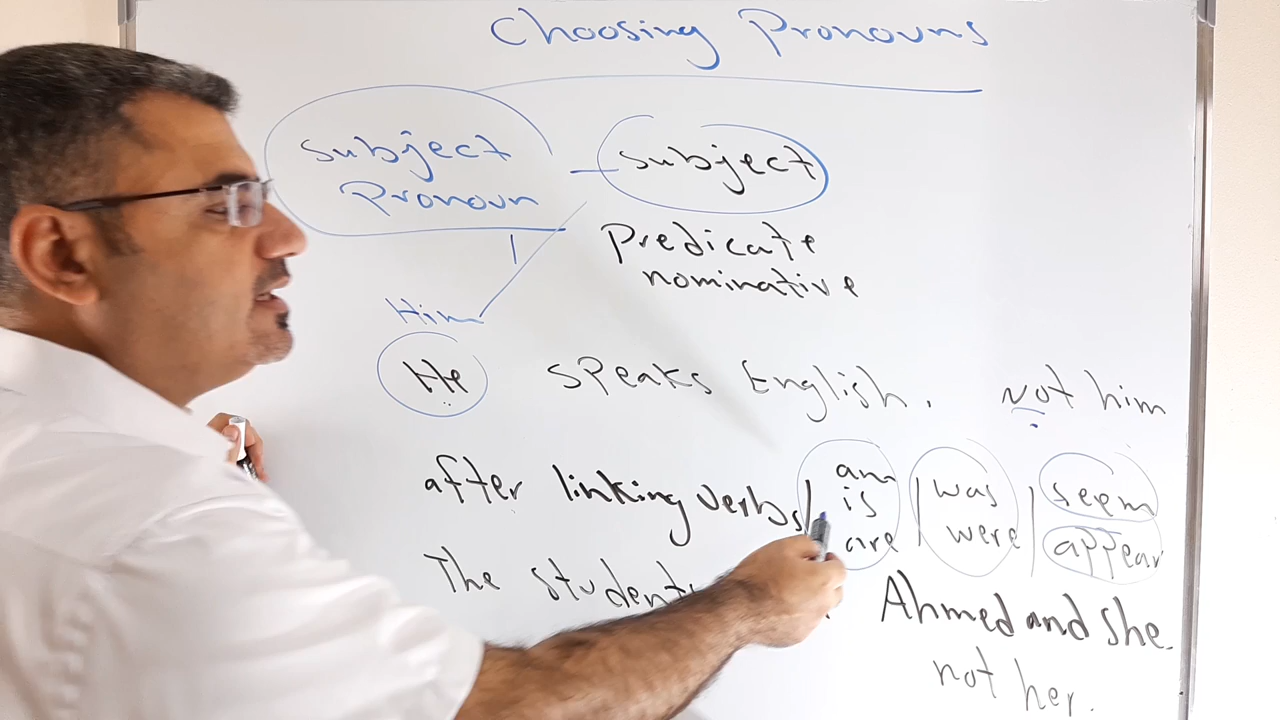 Choosing Pronouns
subject
Pronoun
subject
Predicate
nominative
Him
He speaks English. not him
after linking verbs
am
is
are
was
were
seem
appear
The students
Ahmed and she.
not her.